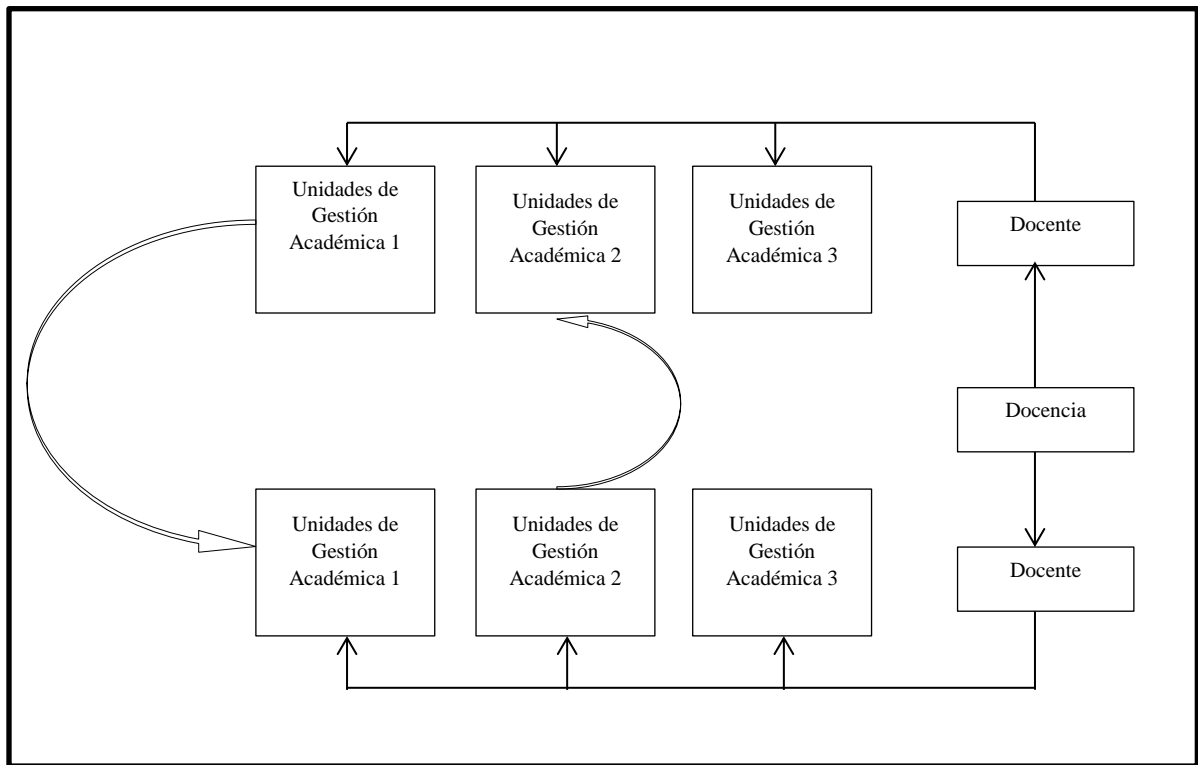 Unidades de
Gestión
Académica 1
Unidades de
Gestión
Académica 2
Unidades de
Gestión
Académica 3
Docente
Docencia
Unidades de
Gestión
Académica 1
Unidades de
Gestión
Académica 2
Unidades de
Gestión
Académica 3
Docente